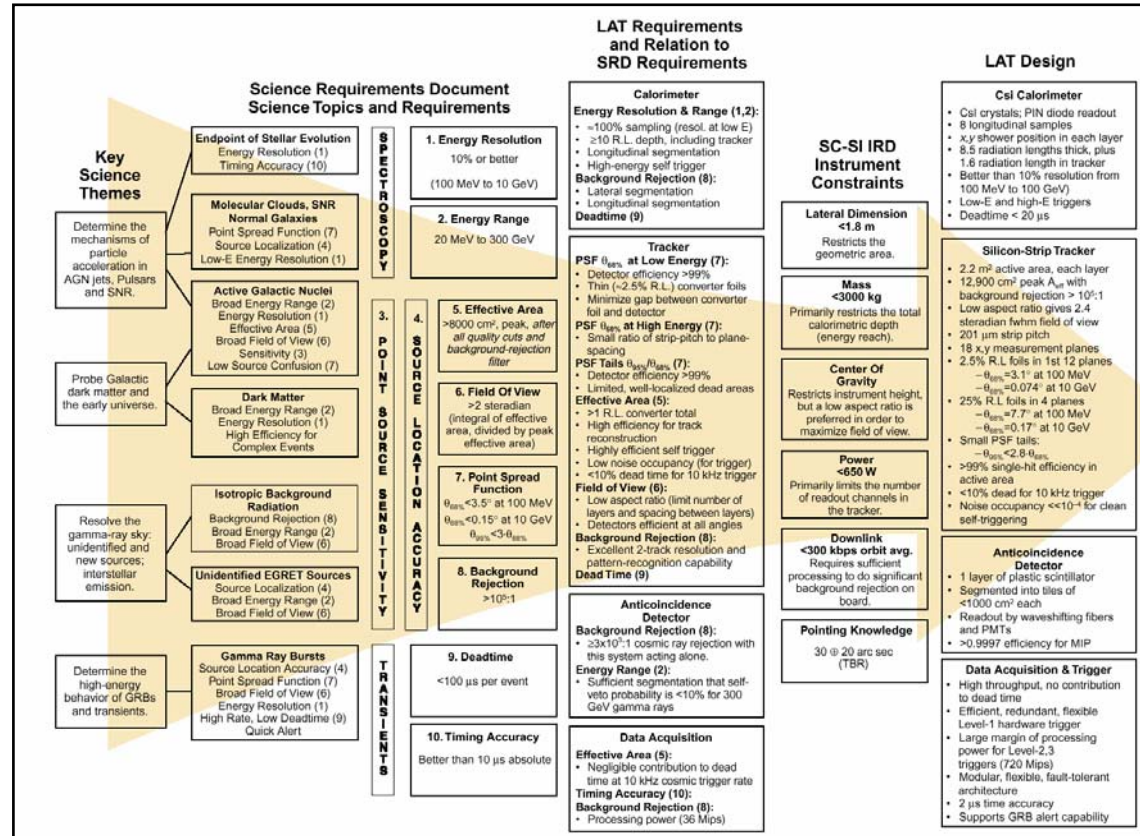 Key
Science
Themes
Determine the
mechanisms of
particle
acceleration in
AGN jets, Pulsars
and SNR.
Probe Galactic
dark matter and
the early universe.
Resolve the
gamma-ray sky:
unidentified and
new sources;
interstellar
emission.
Determine the
high-energy
behavior of GRBs
and transients.
Science Requirements Document
Science Topics and Requirements
Endpoint of Stellar Evolution
Energy Resolution (1)
Timing Accuracy (10)
Molecular Clouds, SNR
Normal Galaxies
Point Spread Function (7)
Source Localization (4)
Low-E Energy Resolution (1)
Active Galactic Nuclei
Broad Energy Range (2)
Energy Resolution (1)
Effective Area (5)
Broad Field of View (6)
Sensitivity (3)
Low Source Confusion (7)
Dark Matter
Broad Energy Range (2)
Energy Resolution (1)
High Efficiency for
Complex Events
Isotropic Background
Radiation
Background Rejection (8)
Broad Energy Range (2)
Broad Field of View (6)
Unidentified EGRET Sources
Source Localization (4)
Broad Energy Range (2)
Broad Field of View (6)
Gamma Ray Bursts
Source Location Accuracy (4)
Point Spread Function (7)
Broad Field of View (6)
Energy Resolution (1)
High Rate, Low Deadtime (9)
Quick Alert
SPECTROSCOPY
3. POINT SOURCE SENSITIVITY
4. SOURCE LOCATION ACCURACY
TRANSIENTS
1. Energy Resolution
10% or better
(100 MeV to 10 GeV)
2. Energy Range
20 MeV to 300 GeV
5. Effective Area
>8000 cm², peak, after
all quality cuts and
background-rejection
filter
6. Field Of View
>2 steradian
(integral of effective
area, divided by peak
effective area)
7. Point Spread
Function
θ68%<3.5° at 100 MeV
θ68%<0.15° at 10 GeV
θ95%<3·θ68%
8. Background
Rejection
>10⁵:1
9. Deadtime
<100 µs per event
10. Timing Accuracy
Better than 10 µs absolute
LAT Requirements
and Relation to
SRD Requirements
Calorimeter
Energy Resolution & Range (1,2):
• ≈100% sampling (resol. at low E)
• ≥10 R.L. depth, including tracker
• Longitudinal segmentation
• High-energy self trigger
Background Rejection (8):
• Lateral segmentation
• Longitudinal segmentation
Deadtime (9)
Tracker
PSF θ68% at Low Energy (7):
• Detector efficiency >99%
• Thin (≈2.5% R.L.) converter foils
• Minimize gap between converter
foil and detector
PSF θ68% at High Energy (7):
• Small ratio of strip-pitch to plane-
spacing
PSF Tails θ95%/θ68% (7):
• Detector efficiency >99%
• Limited, well-localized dead areas
Effective Area (5):
• >1 R.L. converter total
• High efficiency for track
reconstruction
• Highly efficient self trigger
• Low noise occupancy (for trigger)
• <10% dead time for 10 kHz trigger
Field of View (6):
• Low aspect ratio (limit number of
layers and spacing between layers)
• Detectors efficient at all angles
Background Rejection (8):
• Excellent 2-track resolution and
pattern-recognition capability
Dead Time (9)
Anticoincidence
Detector
Background Rejection (8):
• ≥3x10³:1 cosmic ray rejection with
this system acting alone.
Energy Range (2):
• Sufficient segmentation that self-
veto probability is <10% for 300
GeV gamma rays
Data Acquisition
Effective Area (5):
• Negligible contribution to dead
time at 10 kHz cosmic trigger rate
Timing Accuracy (10):
Background Rejection (8):
• Processing power (36 Mips)
SC-SI IRD
Instrument
Constraints
Lateral Dimension
<1.8 m
Restricts the
geometric area.
Mass
<3000 kg
Primarily restricts the total
calorimetric depth
(energy reach).
Center Of
Gravity
Restricts instrument height,
but a low aspect ratio is
preferred in order to
maximize field of view.
Power
<650 W
Primarily limits the number
of readout channels in
the tracker.
Downlink
<300 kbps orbit avg.
Requires sufficient
processing to do significant
background rejection on
board.
Pointing Knowledge
30 ⊕ 20 arc sec
(TBR)
LAT Design
Csi Calorimeter
• CsI crystals; PIN diode readout
• 8 longitudinal samples
• x,y shower position in each layer
• 8.5 radiation lengths thick, plus
1.6 radiation length in tracker
• Better than 10% resolution from
100 MeV to 100 GeV)
• Low-E and high-E triggers
• Deadtime < 20 µs
Silicon-Strip Tracker
• 2.2 m² active area, each layer
• 12,900 cm² peak Aeff with
background rejection > 10⁵:1
• Low aspect ratio gives 2.4
steradian fwhm field of view
• 201 µm strip pitch
• 18 x,y measurement planes
• 2.5% R.L foils in 1st 12 planes
–θ68%=3.1° at 100 MeV
–θ68%=0.074° at 10 GeV
• 25% R.L foils in 4 planes
–θ68%=7.7° at 100 MeV
–θ68%=0.17° at 10 GeV
• Small PSF tails:
–θ95%<2.8·θ68%
• >99% single-hit efficiency in
active area
• <10% dead for 10 kHz trigger
• Noise occupancy <<10⁻⁴ for clean
self-triggering
Anticoincidence
Detector
• 1 layer of plastic scintillator
• Segmented into tiles of
<1000 cm² each
• Readout by waveshifting fibers
and PMTs
• >0.9997 efficiency for MIP
Data Acquisition & Trigger
• High throughput, no contribution
to dead time
• Efficient, redundant, flexible
Level-1 hardware trigger
• Large margin of processing
power for Level-2,3
triggers (720 Mips)
• Modular, flexible, fault-tolerant
architecture
• 2 µs time accuracy
• Supports GRB alert capability